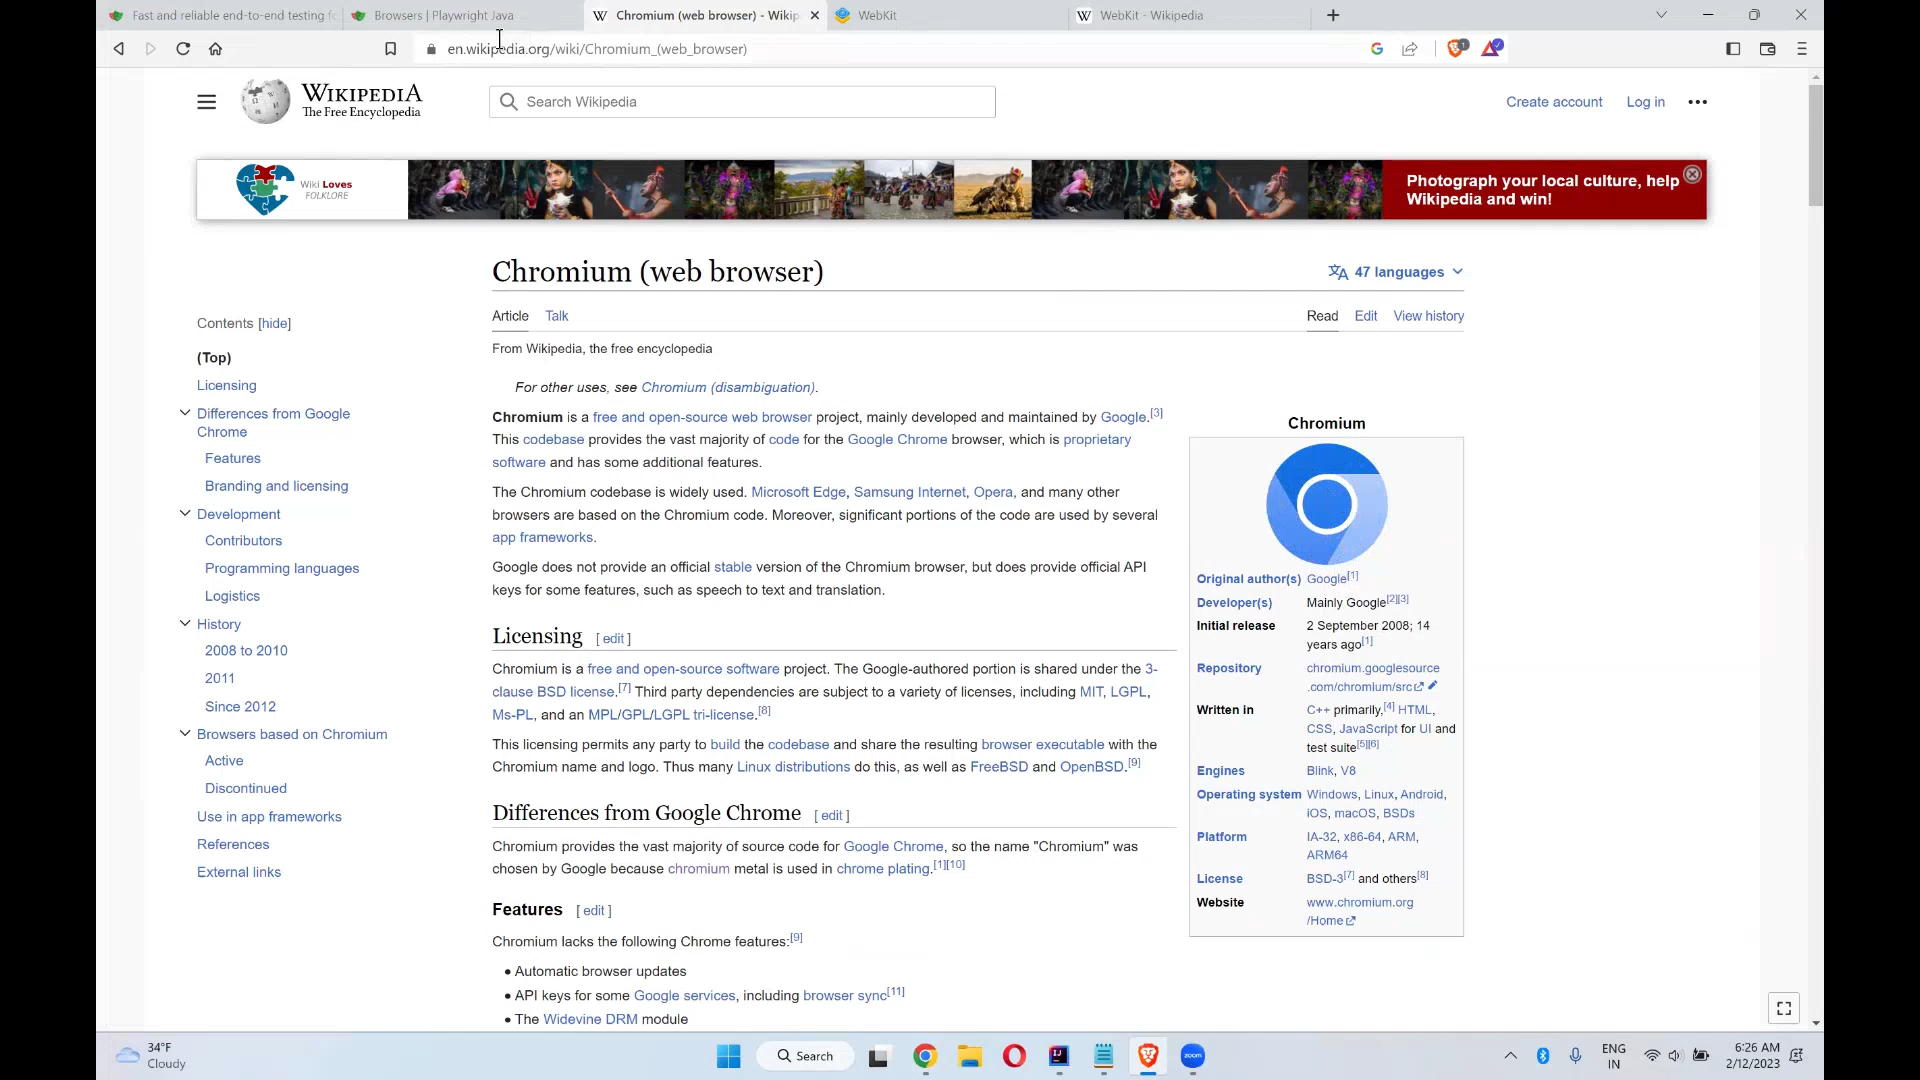 Fast and reliable end-to-end testing fo
Browsers | Playwright Java
Chromium (web browser) - Wikip
WebKit
WebKit - Wikipedia
en.wikipedia.org/wiki/Chromium_(web_browser)
WIKIPEDIA
The Free Encyclopedia
Search Wikipedia
Create account
Log in
Wiki Loves
FOLKLORE
Photograph your local culture, help
Wikipedia and win!
Chromium (web browser)
47 languages
Article
Talk
Read
Edit
View history
From Wikipedia, the free encyclopedia
Contents [hide]
(Top)
Licensing
Differences from Google
Chrome
Features
Branding and licensing
Development
Contributors
Programming languages
Logistics
History
2008 to 2010
2011
Since 2012
Browsers based on Chromium
Active
Discontinued
Use in app frameworks
References
External links
For other uses, see Chromium (disambiguation).
Chromium is a free and open-source web browser project, mainly developed and maintained by Google.[3]
This codebase provides the vast majority of code for the Google Chrome browser, which is proprietary
software and has some additional features.
The Chromium codebase is widely used. Microsoft Edge, Samsung Internet, Opera, and many other
browsers are based on the Chromium code. Moreover, significant portions of the code are used by several
app frameworks.
Google does not provide an official stable version of the Chromium browser, but does provide official API
keys for some features, such as speech to text and translation.
Licensing [ edit ]
Chromium is a free and open-source software project. The Google-authored portion is shared under the 3-
clause BSD license.[7] Third party dependencies are subject to a variety of licenses, including MIT, LGPL,
Ms-PL, and an MPL/GPL/LGPL tri-license.[8]
This licensing permits any party to build the codebase and share the resulting browser executable with the
Chromium name and logo. Thus many Linux distributions do this, as well as FreeBSD and OpenBSD.[9]
Differences from Google Chrome [ edit ]
Chromium provides the vast majority of source code for Google Chrome, so the name "Chromium" was
chosen by Google because chromium metal is used in chrome plating.[1][10]
Features [ edit ]
Chromium lacks the following Chrome features:[9]
• Automatic browser updates
• API keys for some Google services, including browser sync[11]
• The Widevine DRM module
Chromium
Original author(s) Google[1]
Developer(s) Mainly Google[2][3]
Initial release 2 September 2008; 14
years ago[1]
Repository chromium.googlesource
.com/chromium/src
Written in C++ primarily,[4] HTML,
CSS, JavaScript for UI and
test suite[5][6]
Engines Blink, V8
Operating system Windows, Linux, Android,
iOS, macOS, BSDs
Platform IA-32, x86-64, ARM,
ARM64
License BSD-3[7] and others[8]
Website www.chromium.org
/Home
34°F
Cloudy
Search
zoom
ENG
IN
6:26 AM
2/12/2023